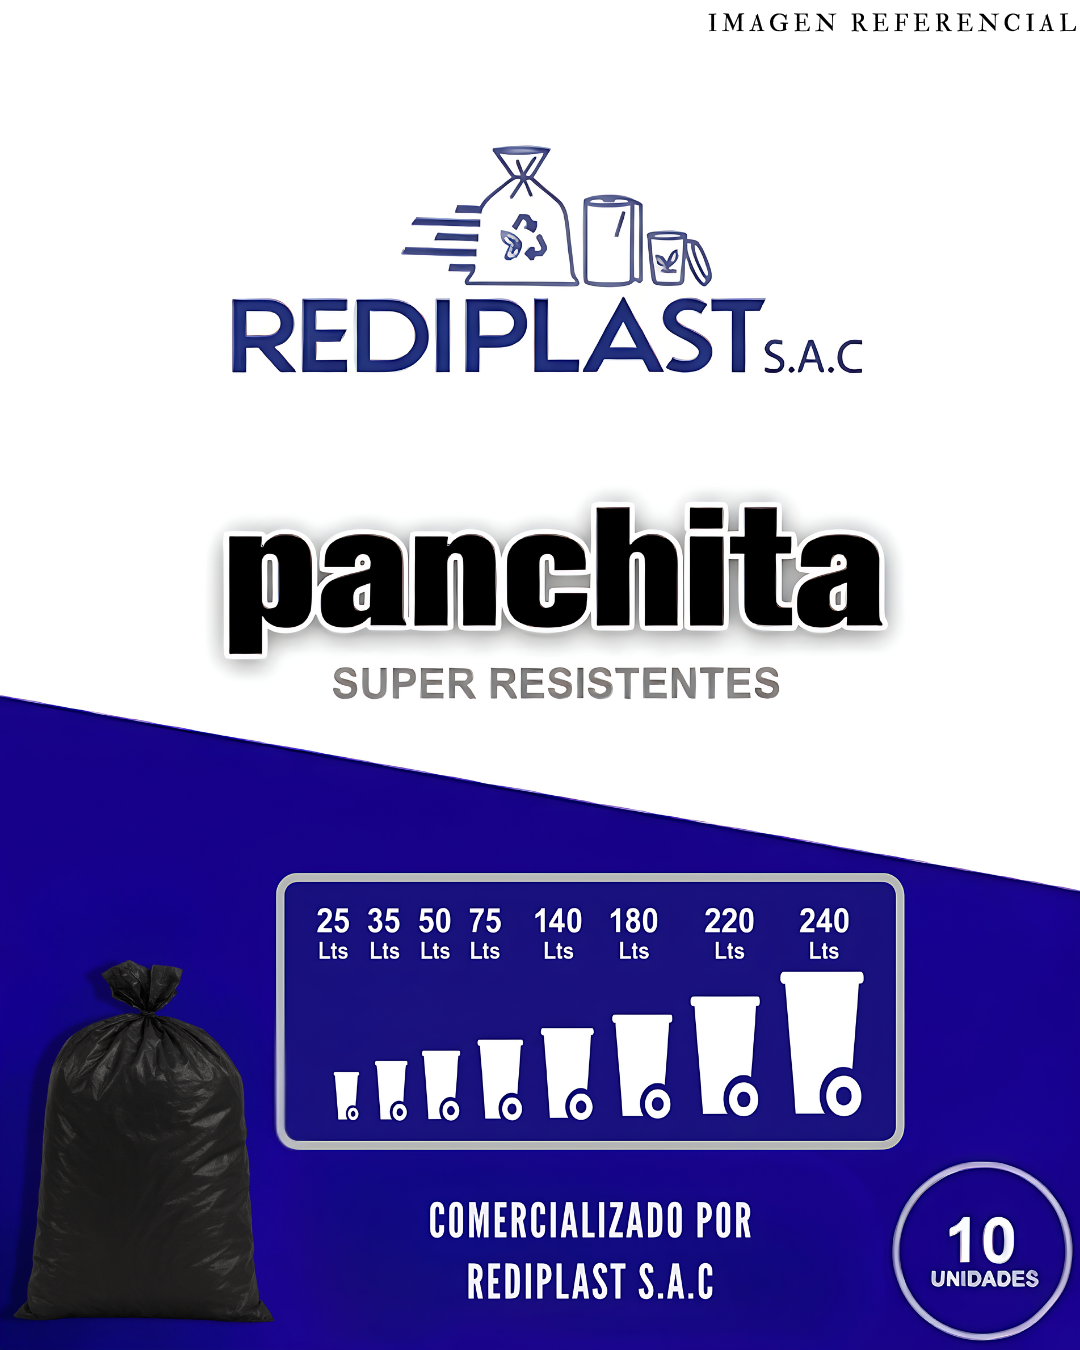 IMAGEN REFERENCIAL
REDIPLAST S.A.C
panchita
SUPER RESISTENTES
25 35 50 75 140 180 220 240
Lts Lts Lts Lts Lts Lts Lts Lts
COMERCIALIZADO POR
REDIPLAST S.A.C
10
UNIDADES